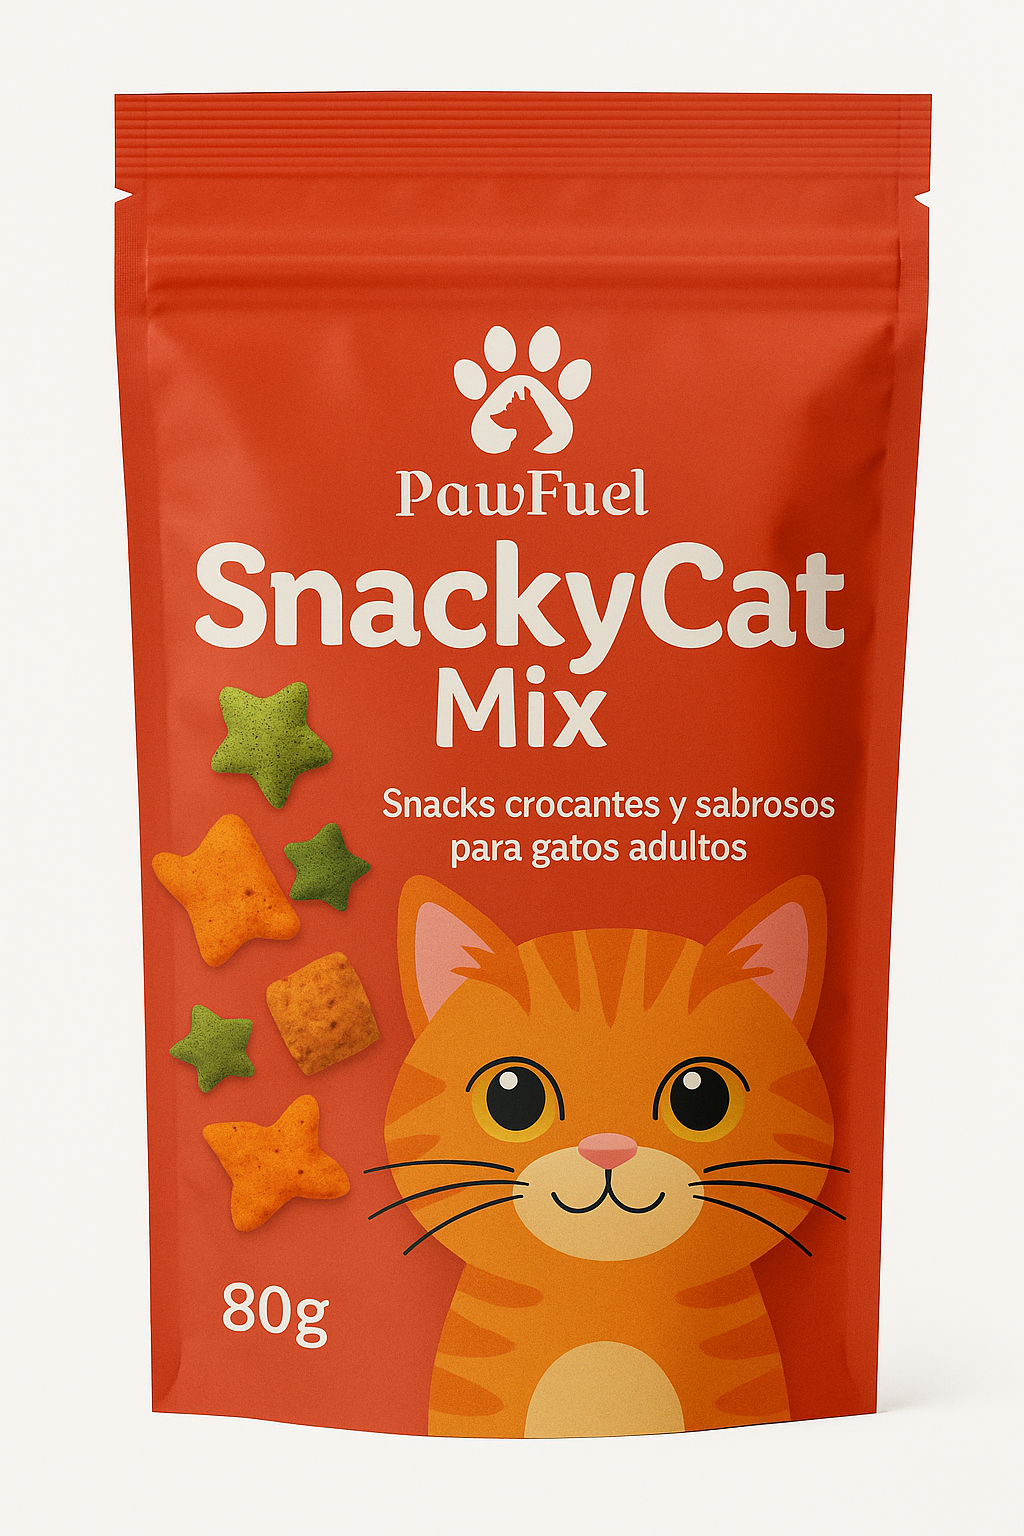 PawFuel
SnackyCat
Mix
Snacks crocantes y sabrosos
para gatos adultos
80g